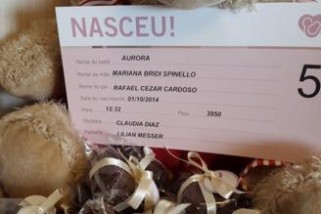 NASCEU!
Nome do bebê AURORA
Nome da mãe MARIANA BRIDI SPINELLO
Nome do pai RAFAEL CEZAR CARDOSO
Data do nascimento 01/10/2014
Hora 12:32 Peso 3950
CLAUDIA DIAZ
LILIAN MESSER
5